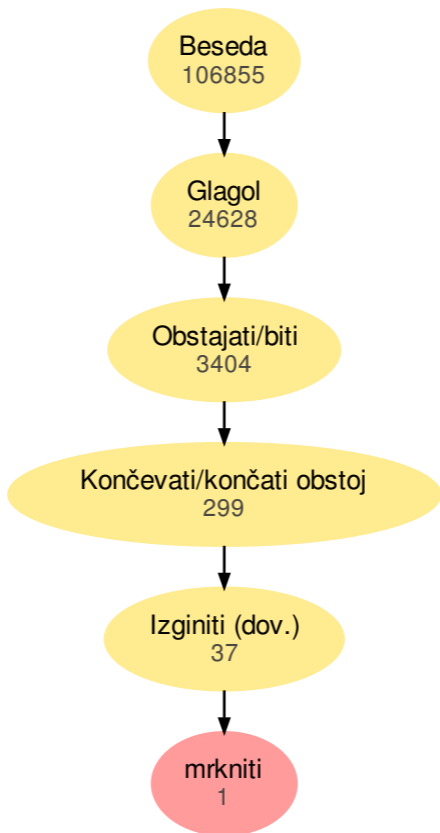 Beseda
106855
Glagol
24628
Obstajati/biti
3404
Končevati/končati obstoj
299
Izginiti (dov.)
37
mrkniti
1